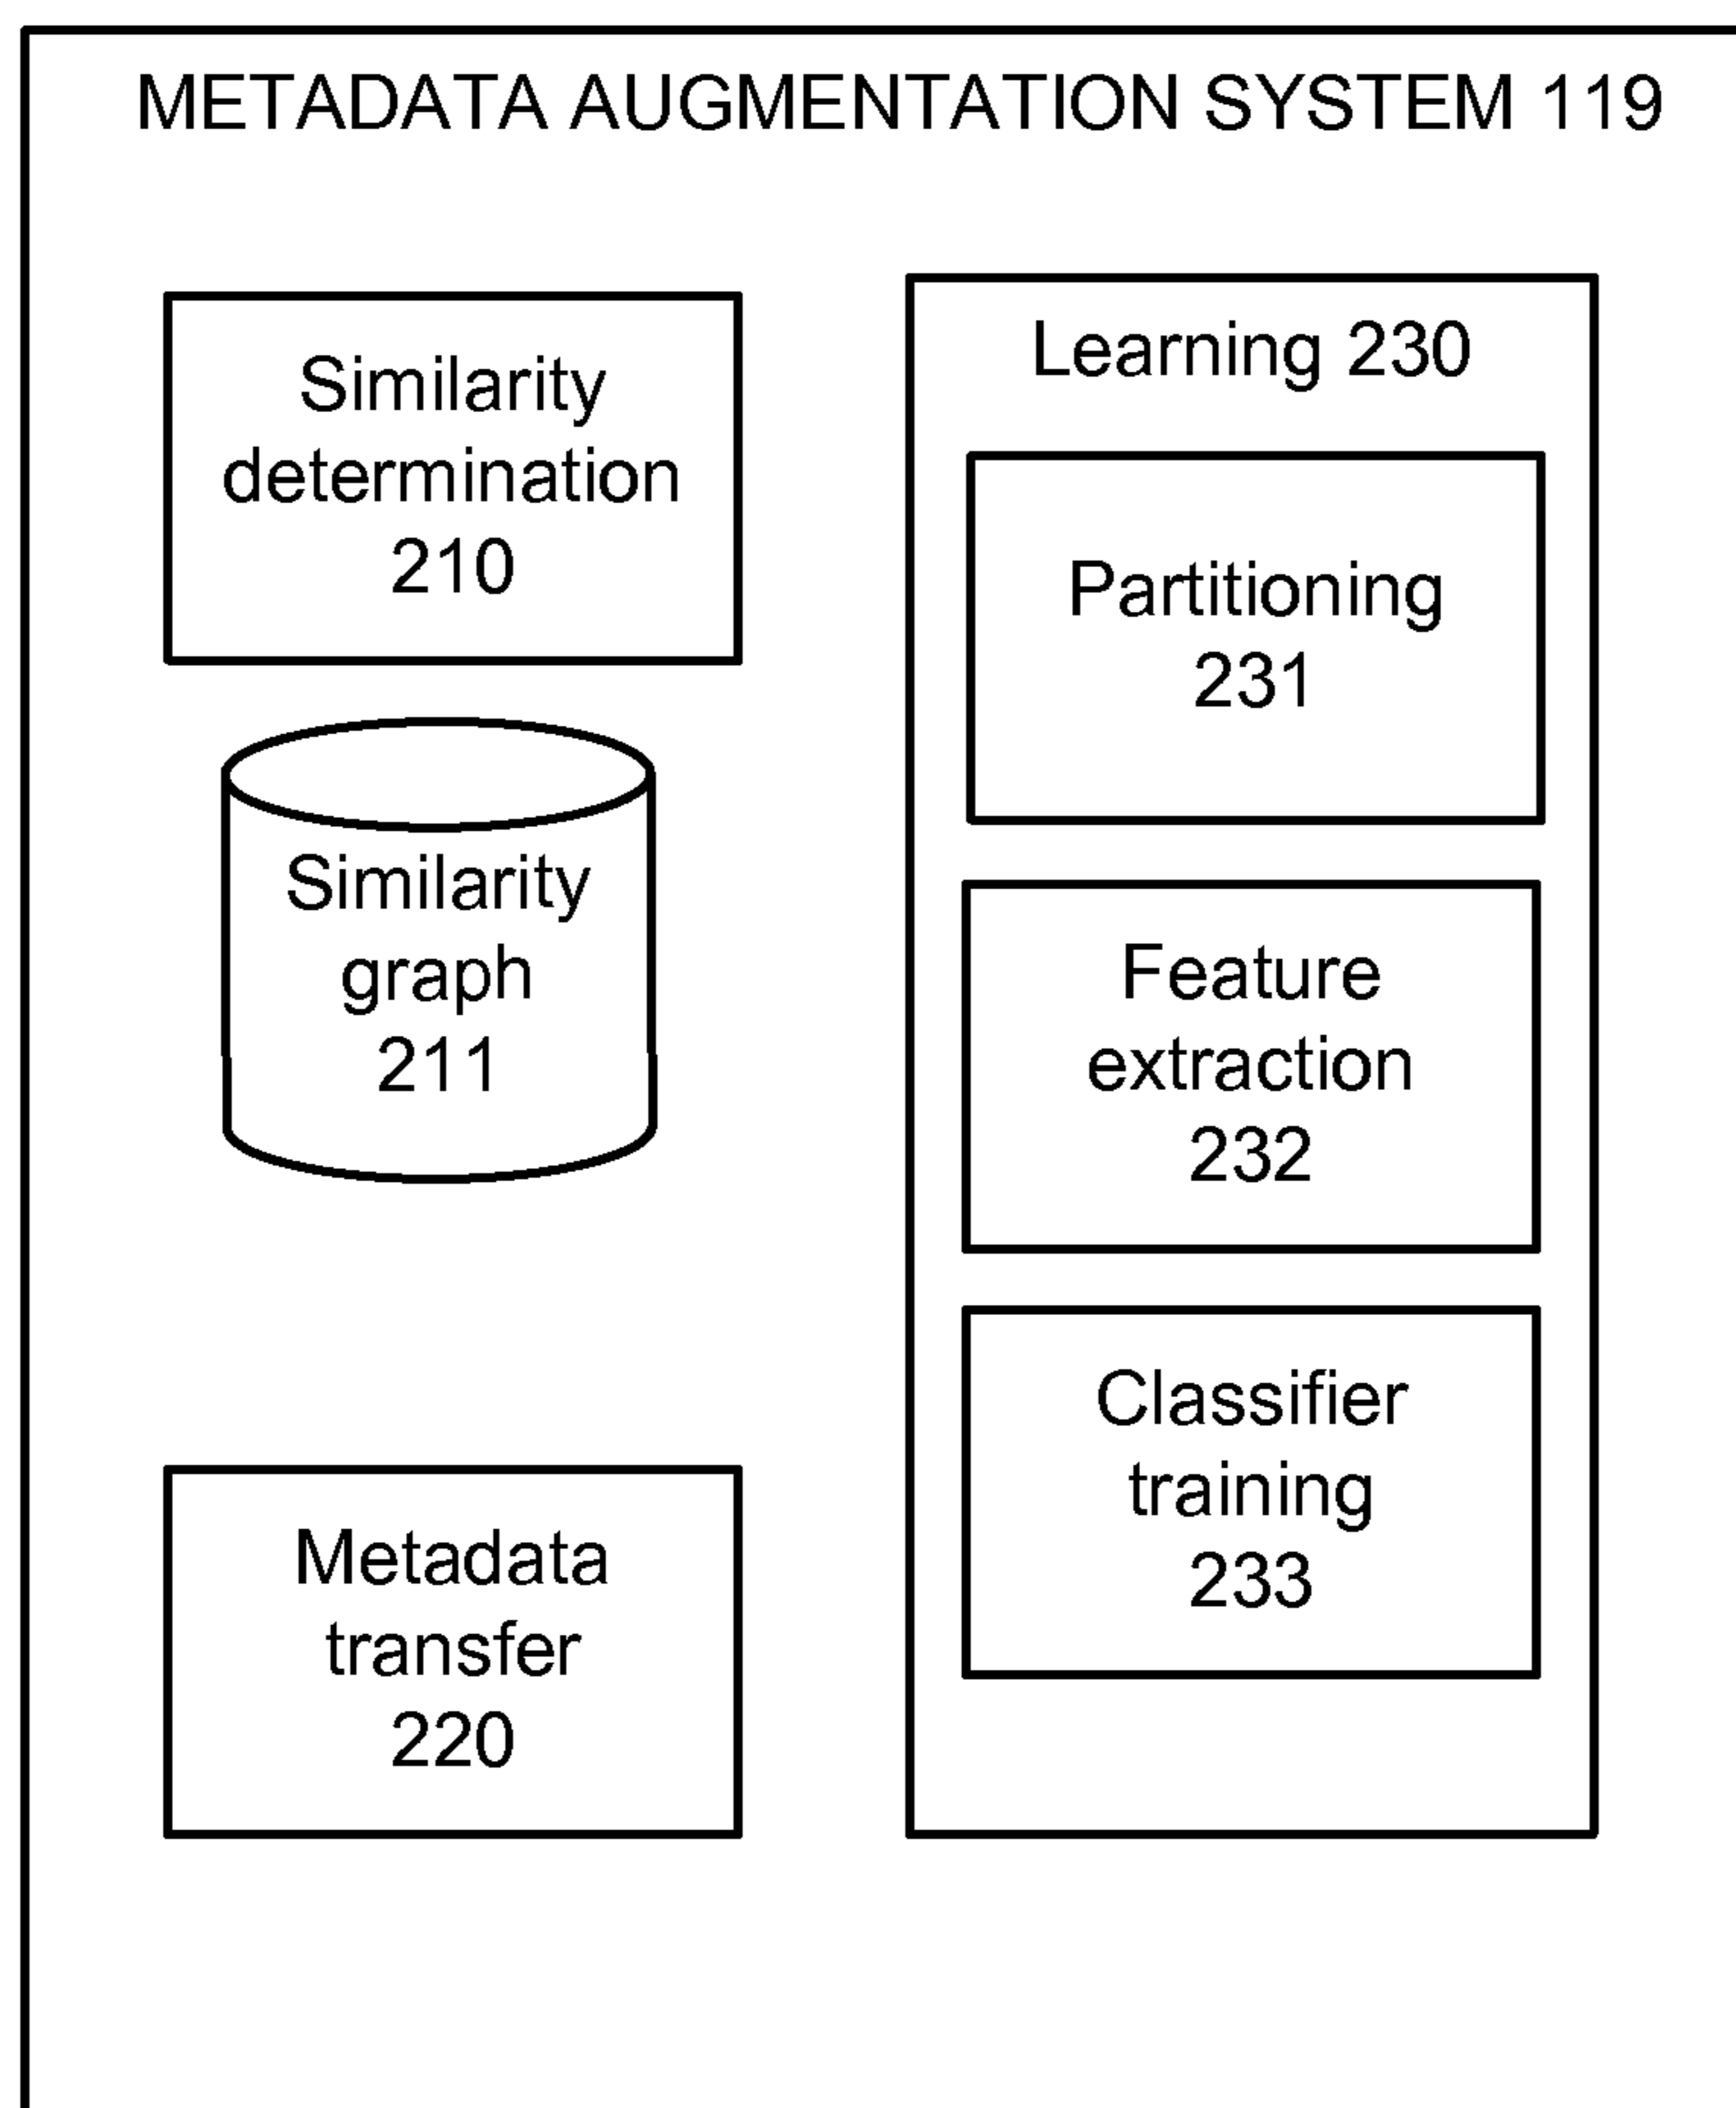 METADATA AUGMENTATION SYSTEM 119
Similarity
determination
210
Similarity
graph
211
Metadata
transfer
220
Learning 230
Partitioning
231
Feature
extraction
232
Classifier
training
233